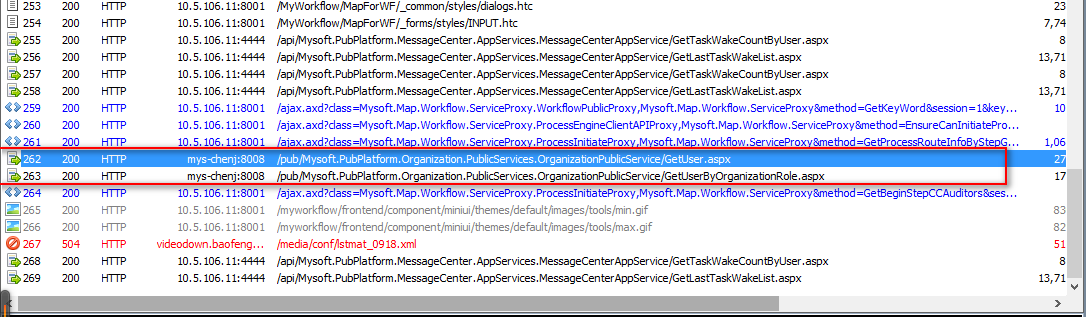 253 200 HTTP 10.5.106.11:8001 /MyWorkflow/MapForWF/_common/styles/dialogs.htc 23
254 200 HTTP 10.5.106.11:8001 /MyWorkflow/MapForWF/_forms/styles/INPUT.htc 7,74
255 200 HTTP 10.5.106.11:4444 /api/Mysoft.PubPlatform.MessageCenter.AppServices.MessageCenterAppService/GetTaskWakeCountByUser.aspx 8
256 200 HTTP 10.5.106.11:4444 /api/Mysoft.PubPlatform.MessageCenter.AppServices.MessageCenterAppService/GetLastTaskWakeList.aspx 13,71
257 200 HTTP 10.5.106.11:4444 /api/Mysoft.PubPlatform.MessageCenter.AppServices.MessageCenterAppService/GetTaskWakeCountByUser.aspx 8
258 200 HTTP 10.5.106.11:4444 /api/Mysoft.PubPlatform.MessageCenter.AppServices.MessageCenterAppService/GetLastTaskWakeList.aspx 13,71
259 200 HTTP 10.5.106.11:8001 /ajax.axd?class=Mysoft.Map.Workflow.ServiceProxy.WorkflowPublicProxy,Mysoft.Map.Workflow.ServiceProxy&method=GetKeyWord&session=1&key... 10
260 200 HTTP 10.5.106.11:8001 /ajax.axd?class=Mysoft.Map.Workflow.ServiceProxy.ProcessEngineClientAPIProxy,Mysoft.Map.Workflow.ServiceProxy&method=EnsureCanInitiatePro...
261 200 HTTP 10.5.106.11:8001 /ajax.axd?class=Mysoft.Map.Workflow.ServiceProxy.ProcessInitiateProxy,Mysoft.Map.Workflow.ServiceProxy&method=GetProcessRouteInfoByStepG... 1,06
262 200 HTTP mys-chenj:8008 /pub/Mysoft.PubPlatform.Organization.PublicServices.OrganizationPublicService/GetUser.aspx 27
263 200 HTTP mys-chenj:8008 /pub/Mysoft.PubPlatform.Organization.PublicServices.OrganizationPublicService/GetUserByOrganizationRole.aspx 17
264 200 HTTP 10.5.106.11:8001 /ajax.axd?class=Mysoft.Map.Workflow.ServiceProxy.ProcessInitiateProxy,Mysoft.Map.Workflow.ServiceProxy&method=GetBeginStepCCAuditors&ses...
265 200 HTTP 10.5.106.11:8001 /myworkflow/frontend/component/miniui/themes/default/images/tools/min.gif 83
266 200 HTTP 10.5.106.11:8001 /myworkflow/frontend/component/miniui/themes/default/images/tools/max.gif 82
267 504 HTTP videodown.baofeng... /media/conf/lstmat_0918.xml 51
268 200 HTTP 10.5.106.11:4444 /api/Mysoft.PubPlatform.MessageCenter.AppServices.MessageCenterAppService/GetTaskWakeCountByUser.aspx 8
269 200 HTTP 10.5.106.11:4444 /api/Mysoft.PubPlatform.MessageCenter.AppServices.MessageCenterAppService/GetLastTaskWakeList.aspx 13,71